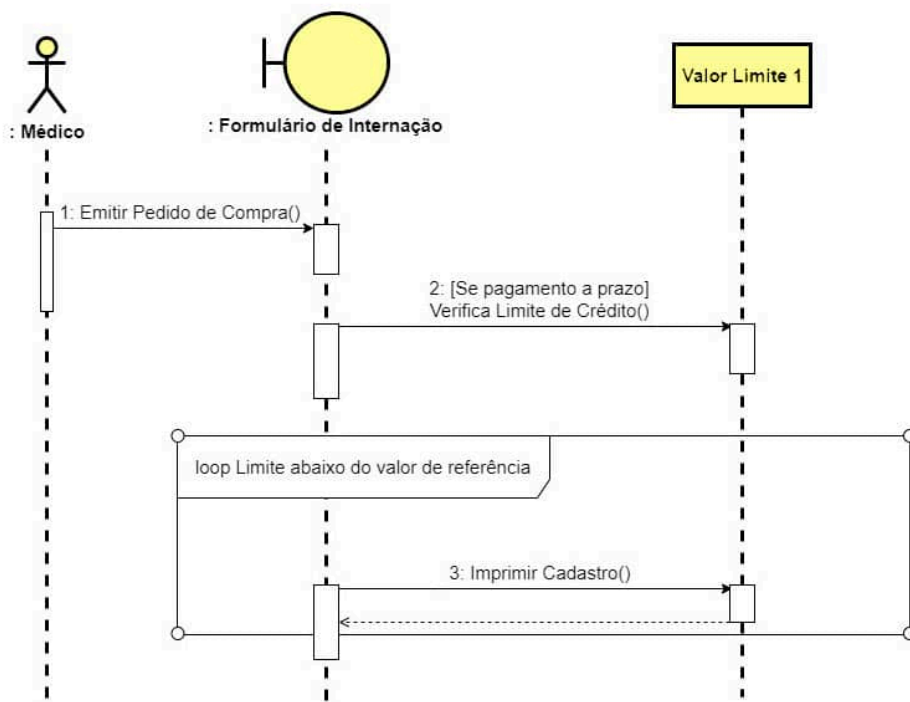 Valor Limite 1
: Médico
: Formulário de Internação
1: Emitir Pedido de Compra()
2: [Se pagamento a prazo]
Verifica Limite de Crédito()
loop Limite abaixo do valor de referência
3: Imprimir Cadastro()